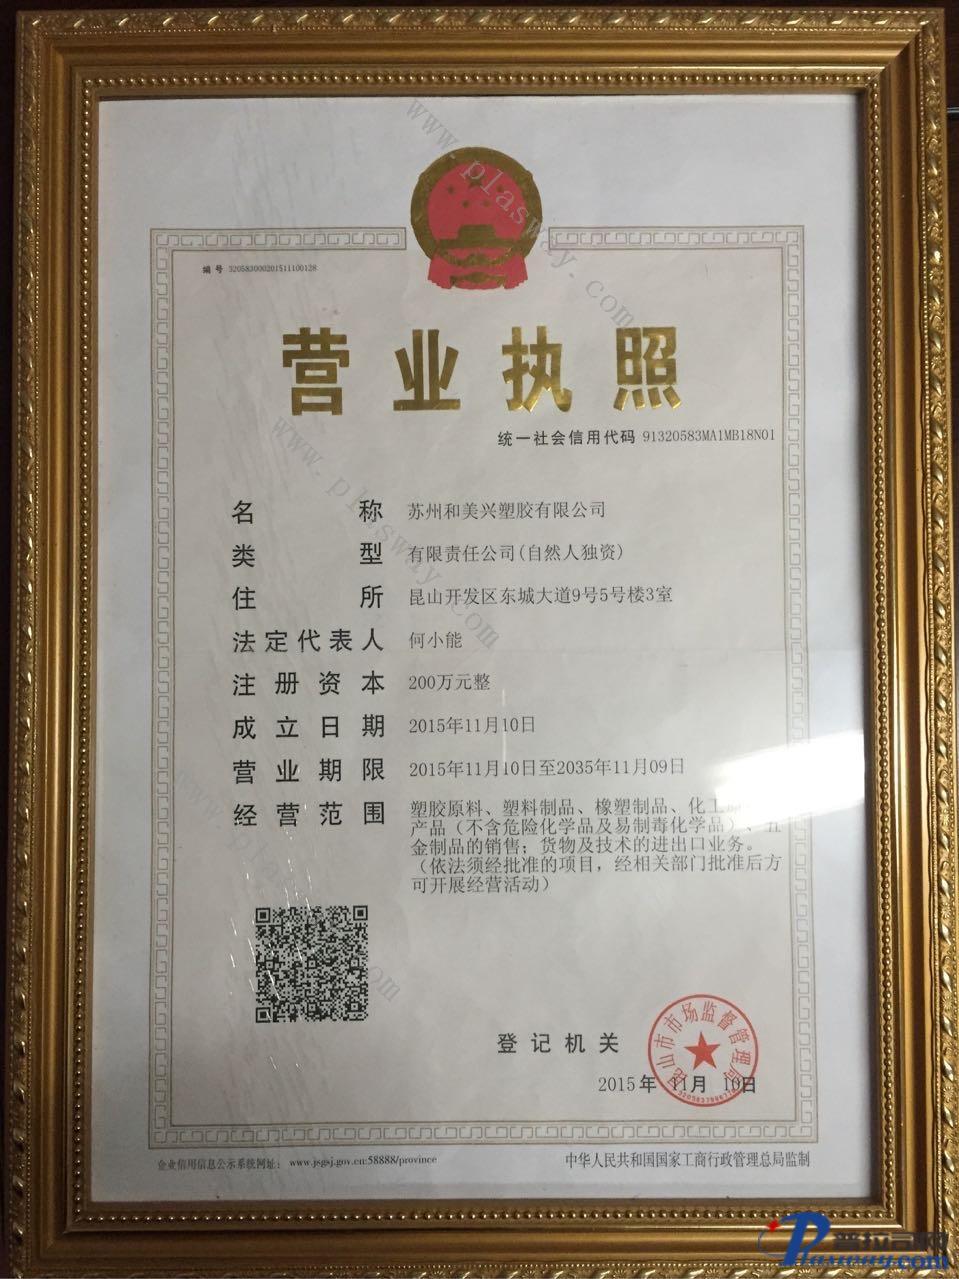 www.plasway.com
编号 320583000201511100128
营业执照
统一社会信用代码 91320583MA1MB18N01
名称 苏州和美兴塑胶有限公司
类型 有限责任公司(自然人独资)
住所 昆山开发区东城大道9号5号楼3室
法定代表人 何小能
注册资本 200万元整
成立日期 2015年11月10日
营业期限 2015年11月10日至2035年11月09日
经营范围 塑胶原料、塑料制品、橡塑制品、化工
产品（不含危险化学品及易制毒化学品）、五
金制品的销售；货物及技术的进出口业务。
（依法须经批准的项目，经相关部门批准后方
可开展经营活动）
www.plasway.com
www.plasway.com
登记机关
昆山市市场监督管理局
2015年 11月 10日
企业信用信息公示系统网址： www.jsgsj.gov.cn:58888/province
中华人民共和国国家工商行政管理总局监制
普拉司网
Plasway.com